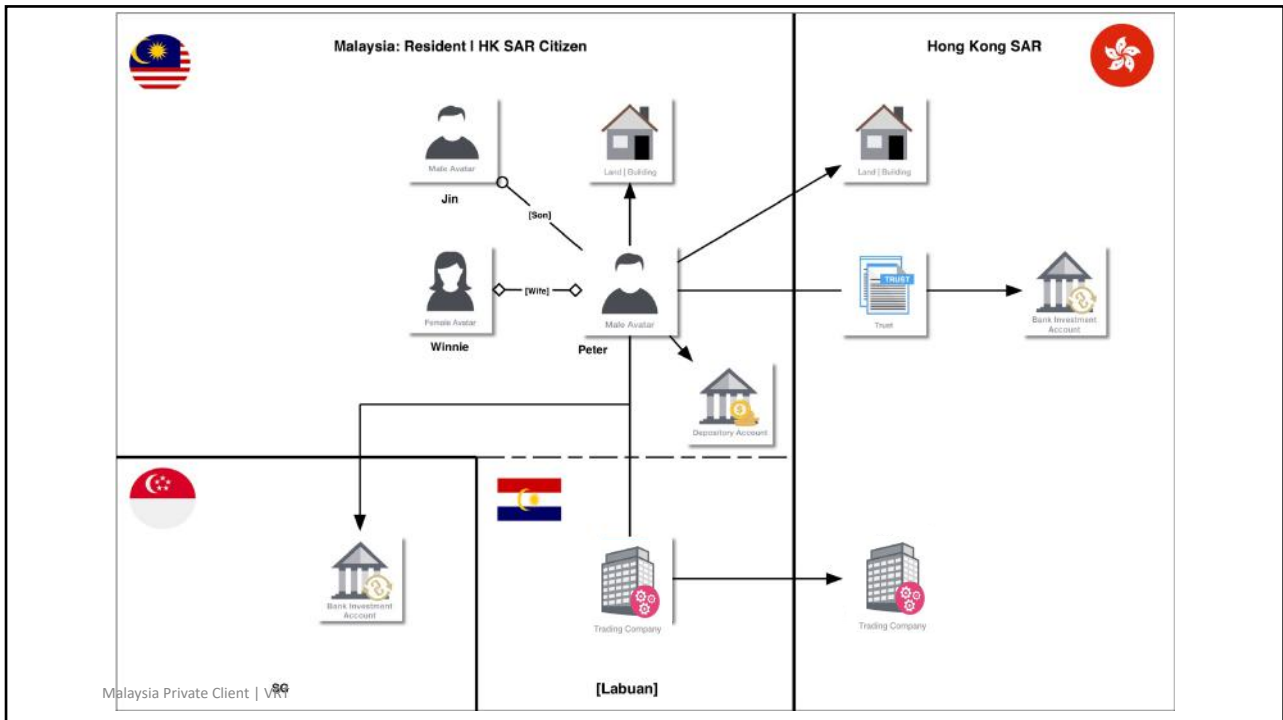 Malaysia: Resident | HK SAR Citizen
Hong Kong SAR
Male Avatar
Jin
Land | Building
Land | Building
[Son]
Female Avatar
Winnie
[Wife]
Male Avatar
Peter
TRUST
Trust
Bank Investment
Account
Depository Account
Bank Investment
Account
Trading Company
Trading Company
SG
[Labuan]
Malaysia Private Client | VRT